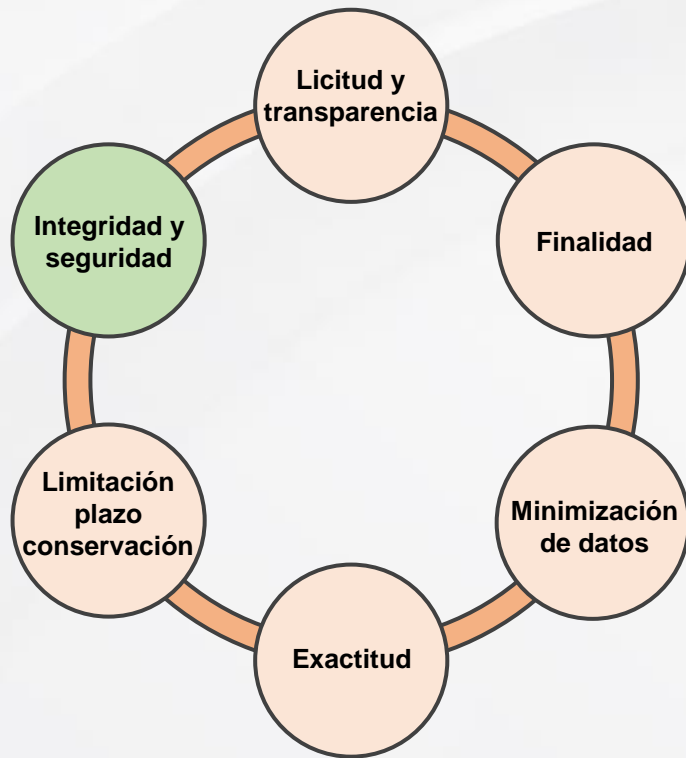 Licitud y
transparencia
Finalidad
Minimización
de datos
Exactitud
Limitación
plazo
conservación
Integridad y
seguridad